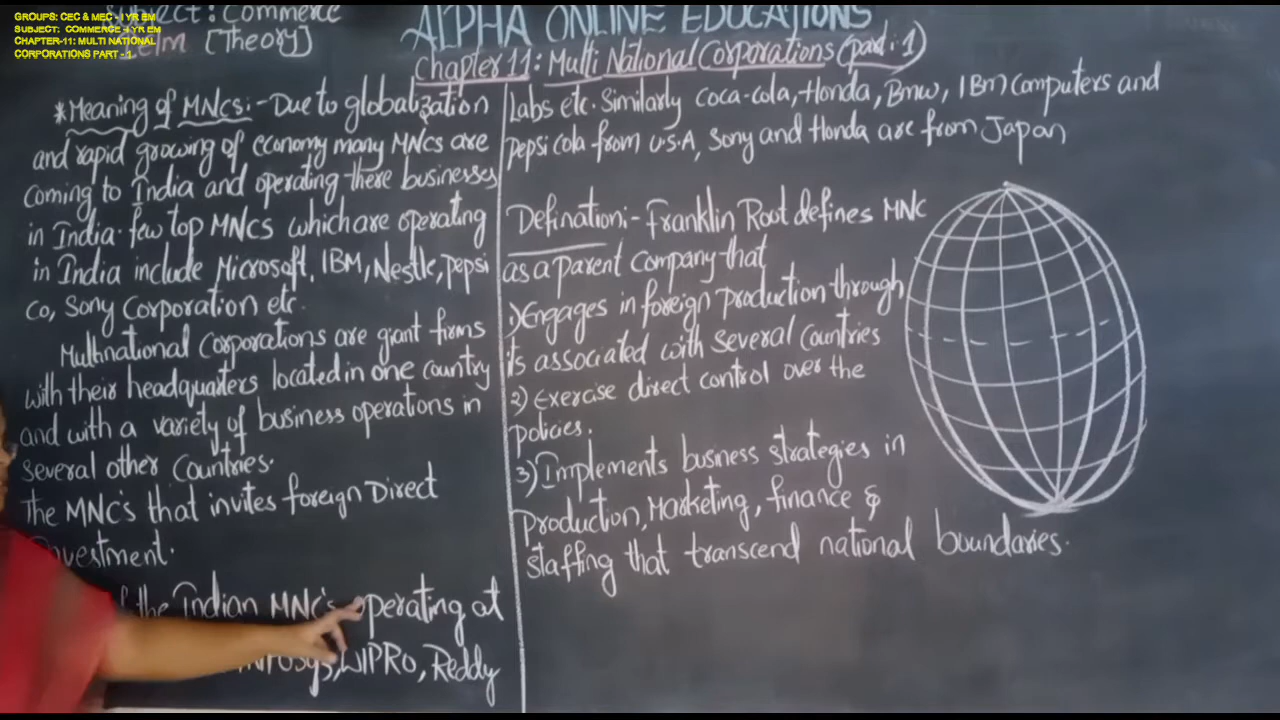 GROUPS: CEC & MEC - I YR EM
SUBJECT: COMMERCE - I YR EM
CHAPTER-11: MULTI NATIONAL
CORPORATIONS PART - 1
Subject: Commerce
[Theory]
ALPHA ONLINE EDUCATIONS
Chapter 11: Multi National Corporations (part: 1)
*Meaning of MNCs:- Due to globalization
and rapid growing of economy many MNCs are
coming to India and operating there businesses
in India. few top MNCs which are operating
in India include Microsoft, IBM, Nestle, pepsi
Co, Sony Corporation etc.
Multinational Corporations are giant firms
with their headquaters located in one country
and with a variety of business operations in
several other Countries.
The MNC's that invites foreign Direct
Investment.
of the Indian MNC's operating at
Infosys, WIPRO, Reddy
Labs etc. Similarly Coca-cola, Honda, Bmw, IBM Computers and
pepsi cola from U.S.A, Sony and Honda are from Japan
Defination:- Franklin Root defines MNC
as a parent company that
1) Engages in foreign production through
its associated with several Countries
2) Exercise direct control over the
policies.
3) Implements busness strategies in
production, Marketing, finance &
staffing that transcend national boundaries.